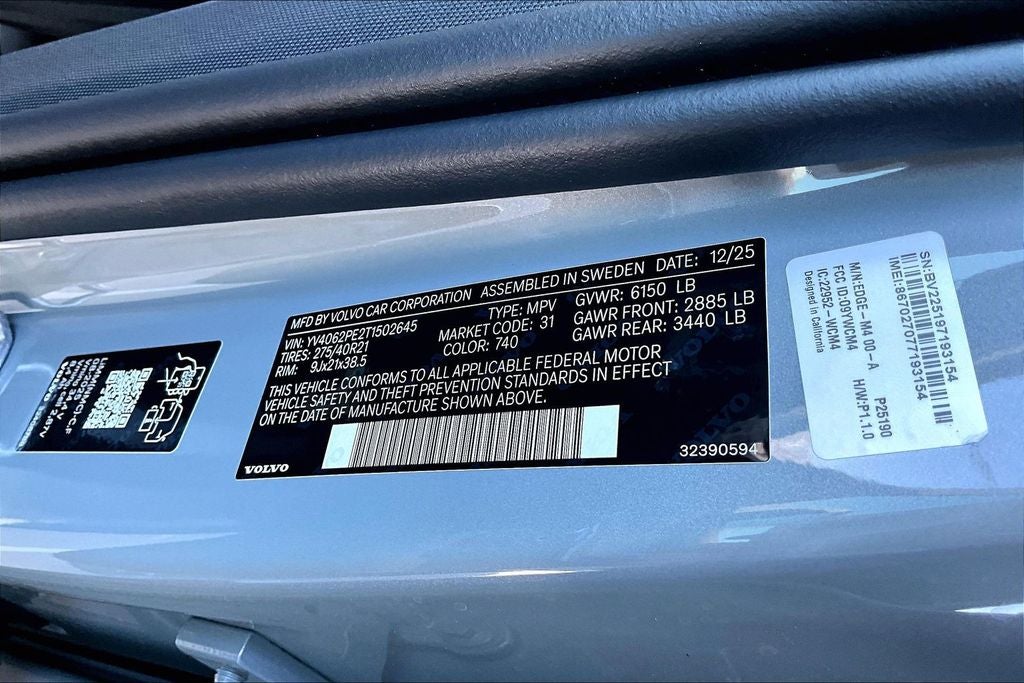 MFD BY VOLVO CAR CORPORATION ASSEMBLED IN SWEDEN DATE: 12/25
VIN: YV4062PE2T1502645 TYPE: MPV GVWR: 6150 LB
TIRES: 275/40R21 MARKET CODE: 31 GAWR FRONT: 2885 LB
RIM: 9Jx21x38.5 COLOR: 740 GAWR REAR: 3440 LB
THIS VEHICLE CONFORMS TO ALL APPLICABLE FEDERAL MOTOR
VEHICLE SAFETY AND THEFT PREVENTION STANDARDS IN EFFECT
ON THE DATE OF MANUFACTURE SHOWN ABOVE.
VOLVO
32390594
SN:BV225197193154
IMEI:867027077193154
M/N:EDGE-M4 00-A P25190
FCC ID:09YWCM4 H/W:P1.1.0
IC:22952-WCM4
Designed in California